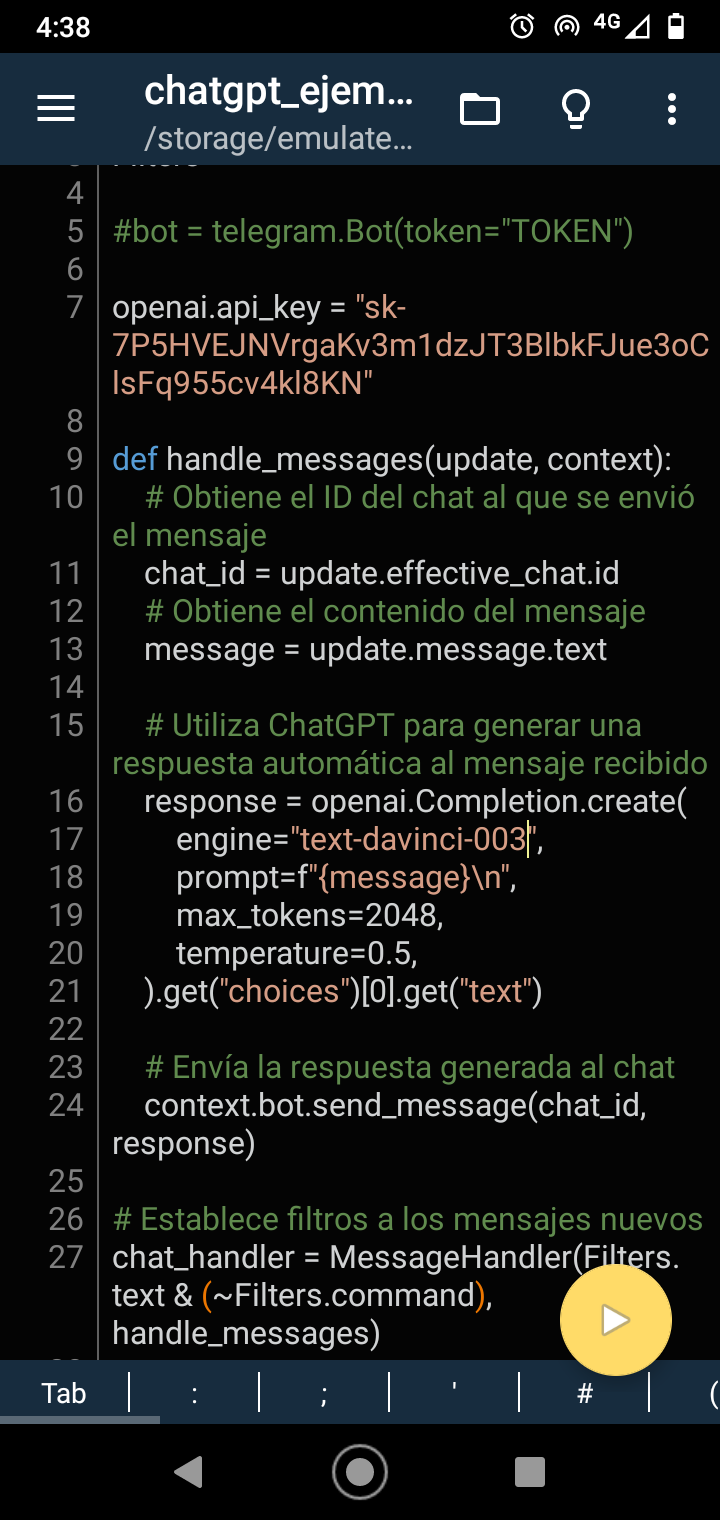 4:38
4G
chatgpt_ejem...
/storage/emulate...
4
5 #bot = telegram.Bot(token="TOKEN")
6
7 openai.api_key = "sk-
7P5HVEJNVrgaKv3m1dzJT3BlbkFJue3oC
lsFq955cv4kl8KN"
8
9 def handle_messages(update, context):
10 # Obtiene el ID del chat al que se envió
el mensaje
11 chat_id = update.effective_chat.id
12 # Obtiene el contenido del mensaje
13 message = update.message.text
14
15 # Utiliza ChatGPT para generar una
respuesta automática al mensaje recibido
16 response = openai.Completion.create(
17 engine="text-davinci-003",
18 prompt=f"{message}\n",
19 max_tokens=2048,
20 temperature=0.5,
21 ).get("choices")[0].get("text")
22
23 # Envía la respuesta generada al chat
24 context.bot.send_message(chat_id,
response)
25
26 # Establece filtros a los mensajes nuevos
27 chat_handler = MessageHandler(Filters.
text & (~Filters.command),
handle_messages)
Tab : ; ' # (